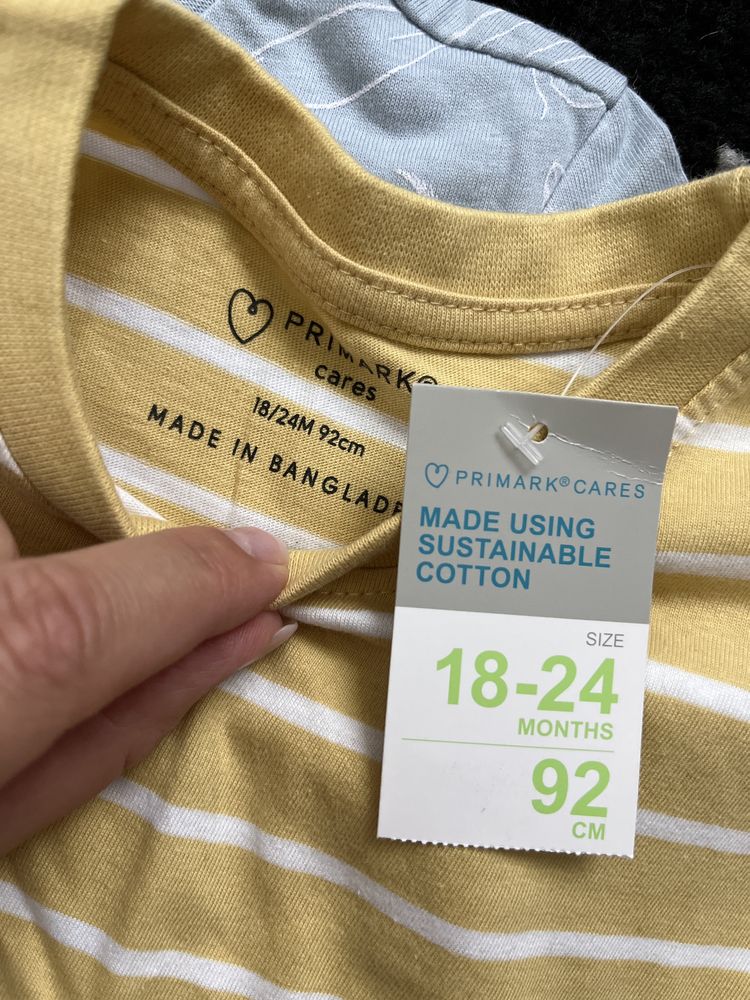 PRIMARK®
cares
18/24M 92cm
MADE IN
PRIMARK®CARES
MADE USING
SUSTAINABLE
COTTON
SIZE
18-24
MONTHS
92
CM